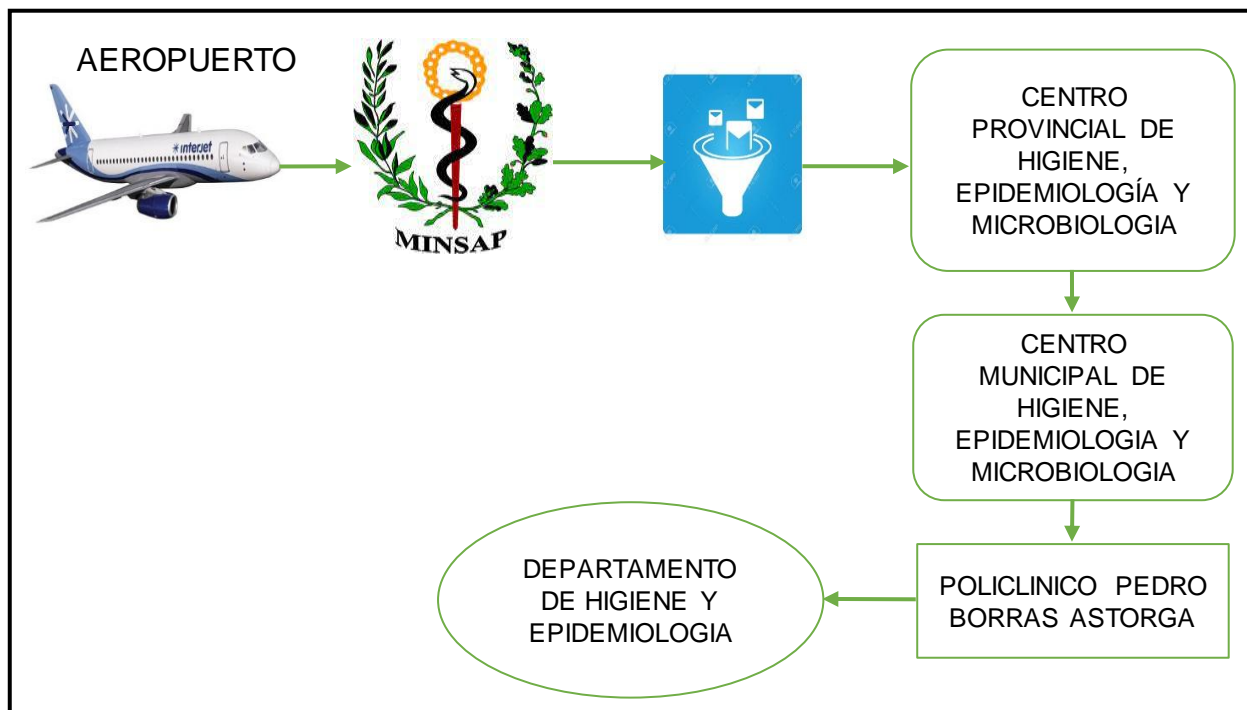 AEROPUERTO
interjet
MINSAP
CENTRO
PROVINCIAL DE
HIGIENE,
EPIDEMIOLOGÍA Y
MICROBIOLOGIA
CENTRO
MUNICIPAL DE
HIGIENE,
EPIDEMIOLOGIA Y
MICROBIOLOGIA
POLICLINICO PEDRO
BORRAS ASTORGA
DEPARTAMENTO
DE HIGIENE Y
EPIDEMIOLOGIA